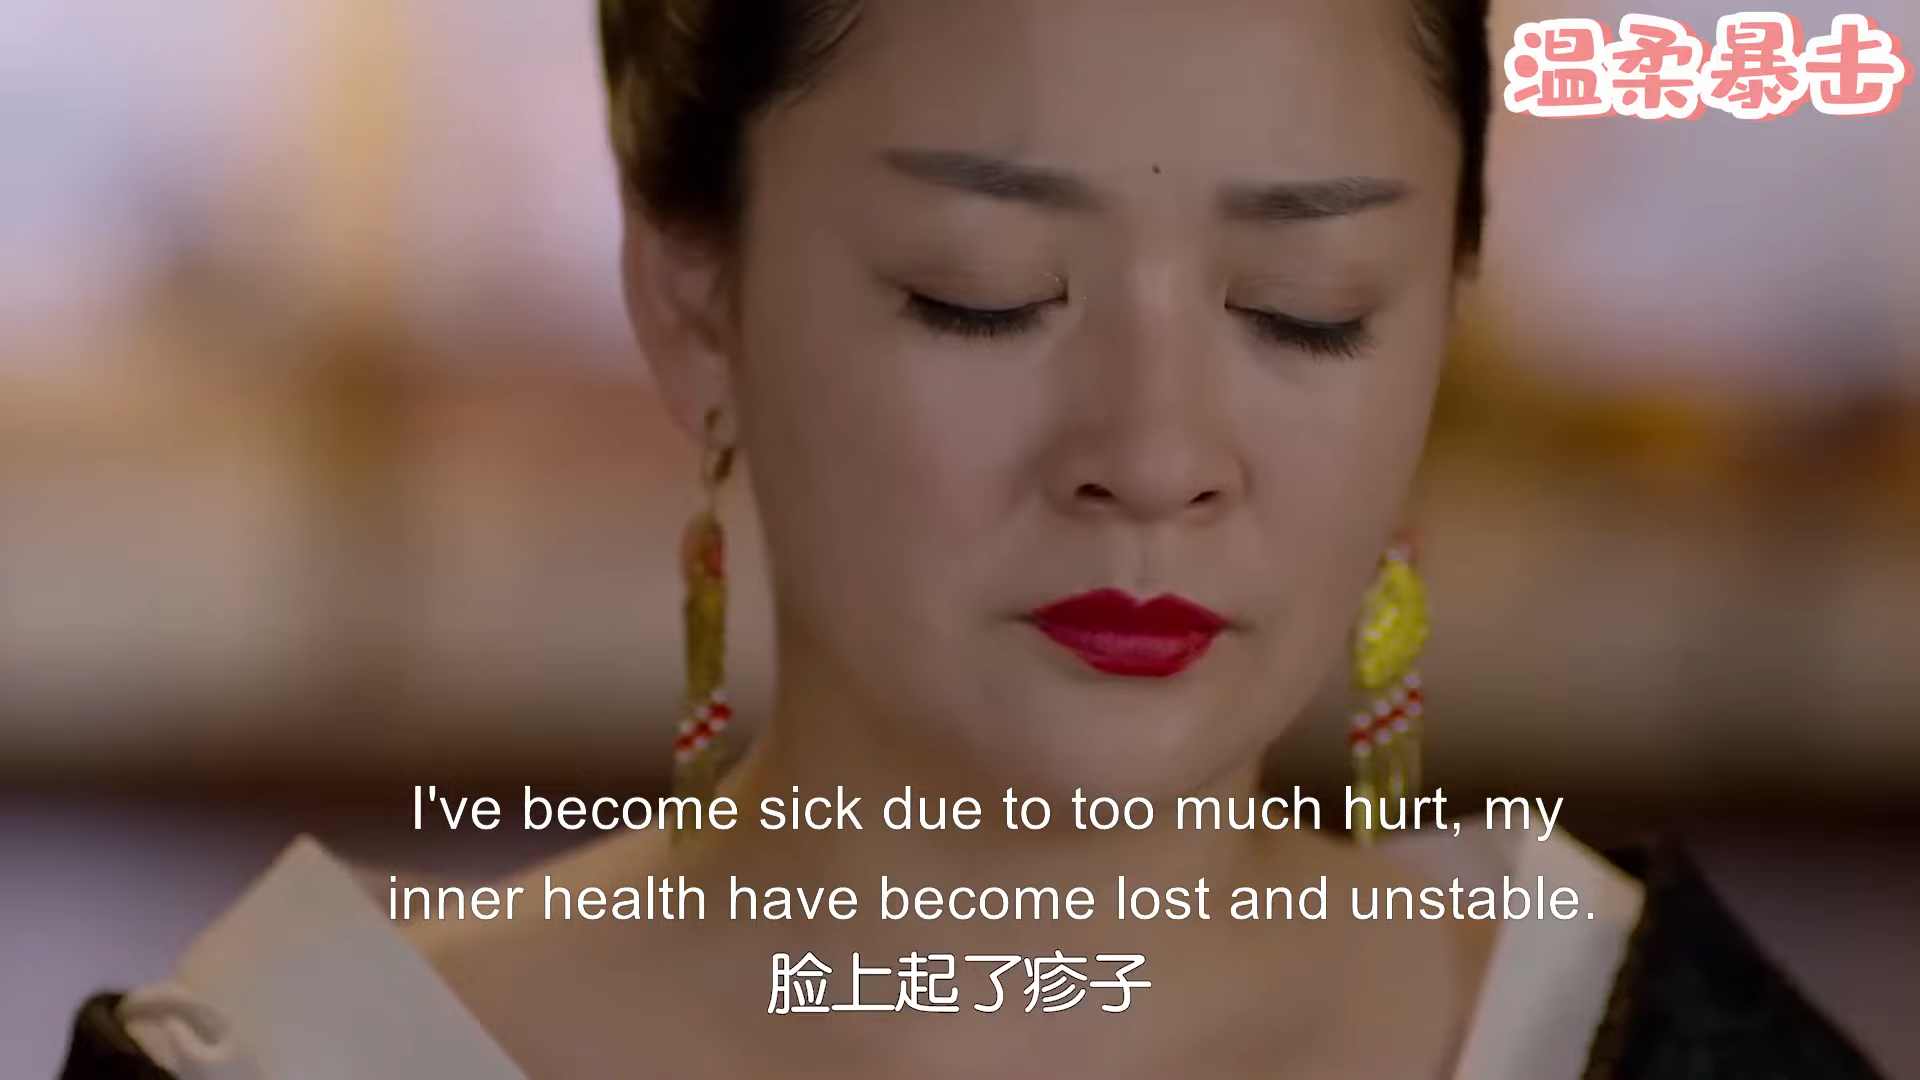 温柔暴击
I've become sick due to too much hurt, my
inner health have become lost and unstable.
脸上起了疹子